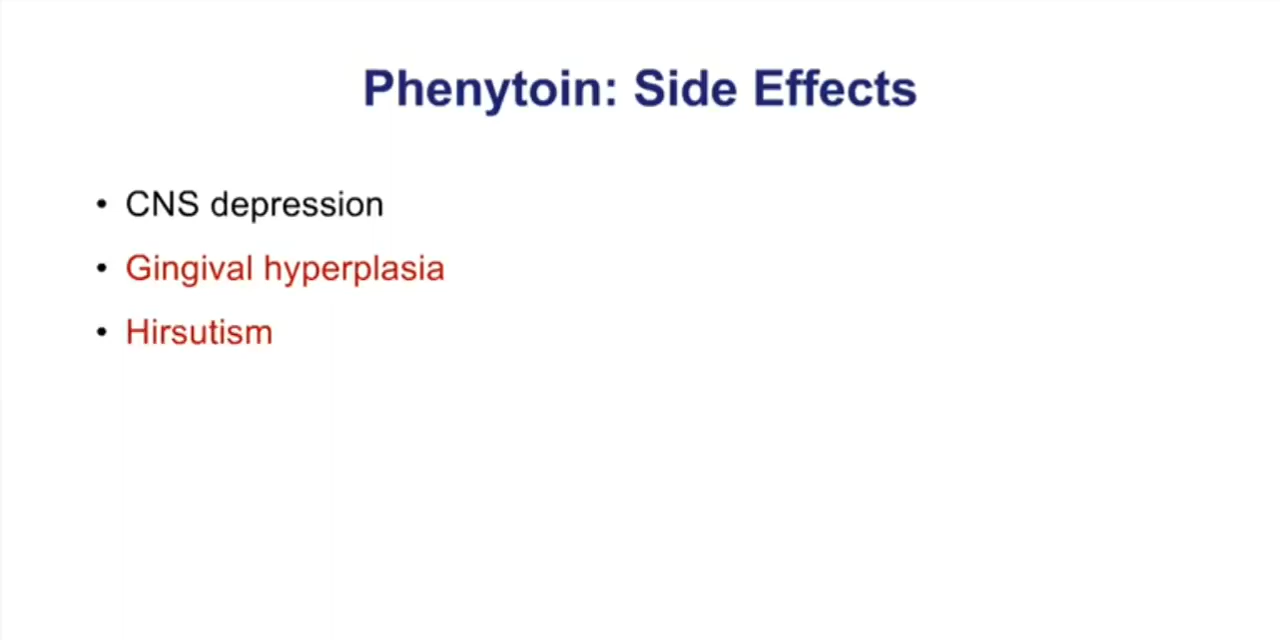 Phenytoin: Side Effects
• CNS depression
• Gingival hyperplasia
• Hirsutism